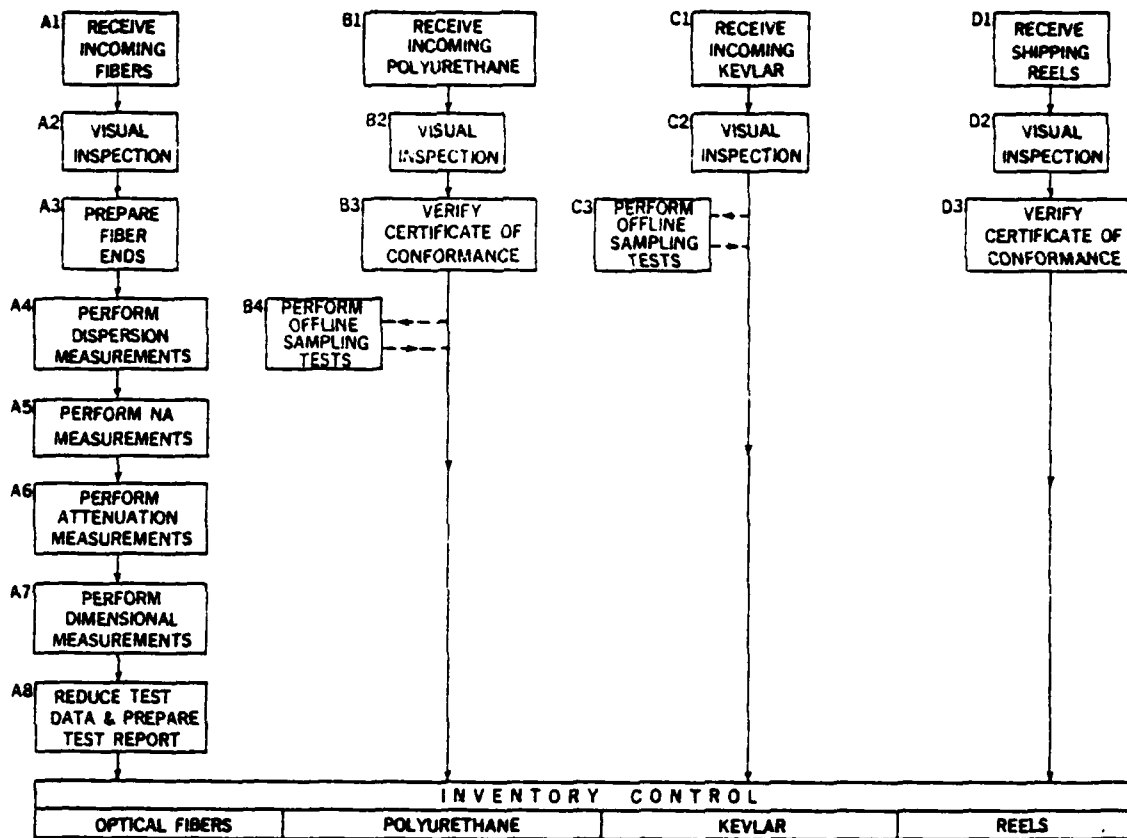 A1
RECEIVE
INCOMING
FIBERS
A2
VISUAL
INSPECTION
A3
PREPARE
FIBER
ENDS
A4
PERFORM
DISPERSION
MEASUREMENTS
A5
PERFORM NA
MEASUREMENTS
A6
PERFORM
ATTENUATION
MEASUREMENTS
A7
PERFORM
DIMENSIONAL
MEASUREMENTS
A8
REDUCE TEST
DATA & PREPARE
TEST REPORT
B1
RECEIVE
INCOMING
POLYURETHANE
B2
VISUAL
INSPECTION
B3
VERIFY
CERTIFICATE OF
CONFORMANCE
B4
PERFORM
OFFLINE
SAMPLING
TESTS
C1
RECEIVE
INCOMING
KEVLAR
C2
VISUAL
INSPECTION
C3
PERFORM
OFFLINE
SAMPLING
TESTS
D1
RECEIVE
SHIPPING
REELS
D2
VISUAL
INSPECTION
D3
VERIFY
CERTIFICATE OF
CONFORMANCE
INVENTORY CONTROL
OPTICAL FIBERS
POLYURETHANE
KEVLAR
REELS